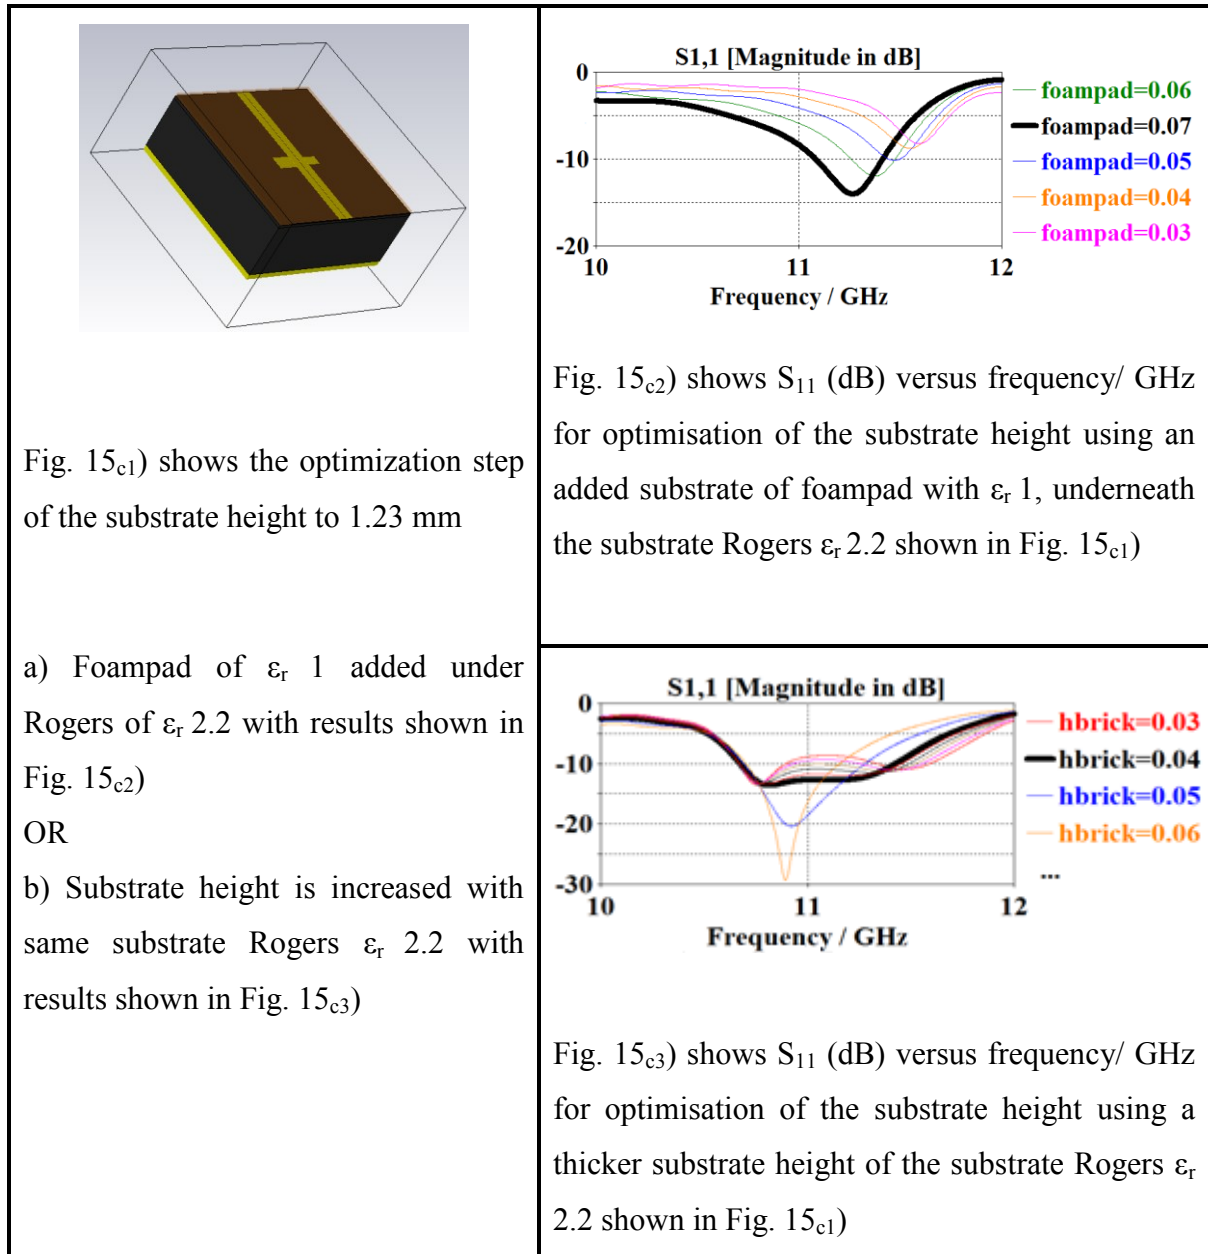 Fig. 15c1) shows the optimization step
of the substrate height to 1.23 mm
a) Foampad of εr 1 added under
Rogers of εr 2.2 with results shown in
Fig. 15c2)
OR
b) Substrate height is increased with
same substrate Rogers εr 2.2 with
results shown in Fig. 15c3)
S1,1 [Magnitude in dB]
0
-10
-20
10
11
12
Frequency / GHz
foampad=0.06
foampad=0.07
foampad=0.05
foampad=0.04
foampad=0.03
Fig. 15c2) shows S11 (dB) versus frequency/ GHz
for optimisation of the substrate height using an
added substrate of foampad with εr 1, underneath
the substrate Rogers εr 2.2 shown in Fig. 15c1)
S1,1 [Magnitude in dB]
0
-10
-20
-30
10
11
12
Frequency / GHz
hbrick=0.03
hbrick=0.04
hbrick=0.05
hbrick=0.06
...
Fig. 15c3) shows S11 (dB) versus frequency/ GHz
for optimisation of the substrate height using a
thicker substrate height of the substrate Rogers εr
2.2 shown in Fig. 15c1)